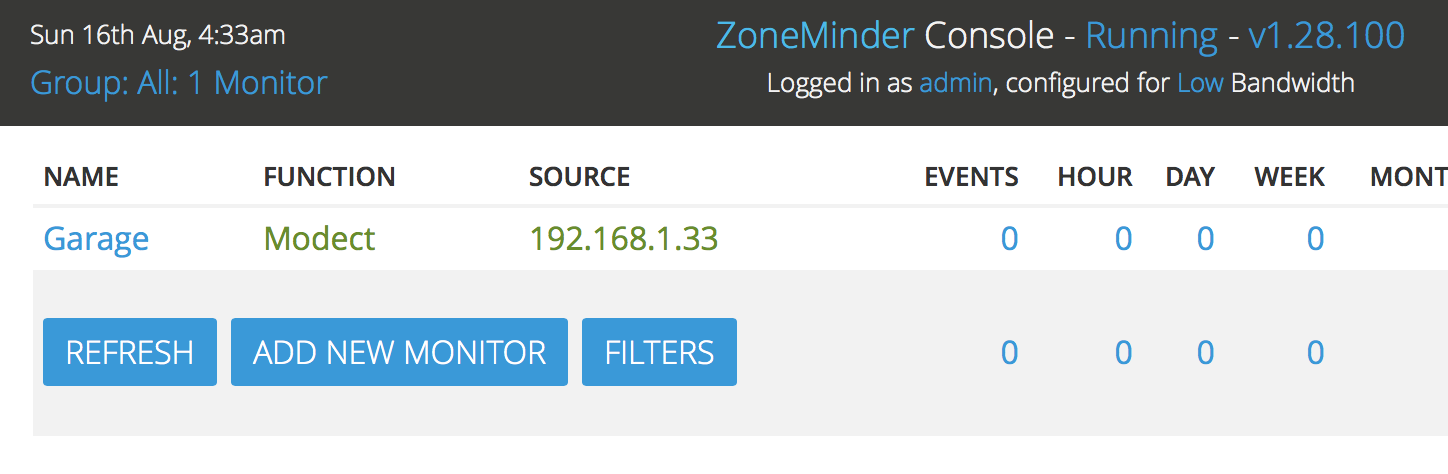 Sun 16th Aug, 4:33am
ZoneMinder Console - Running - v1.28.100
Group: All: 1 Monitor
Logged in as admin, configured for Low Bandwidth
NAME FUNCTION SOURCE EVENTS HOUR DAY WEEK MONT
Garage Modect 192.168.1.33 0 0 0 0
REFRESH ADD NEW MONITOR FILTERS 0 0 0 0